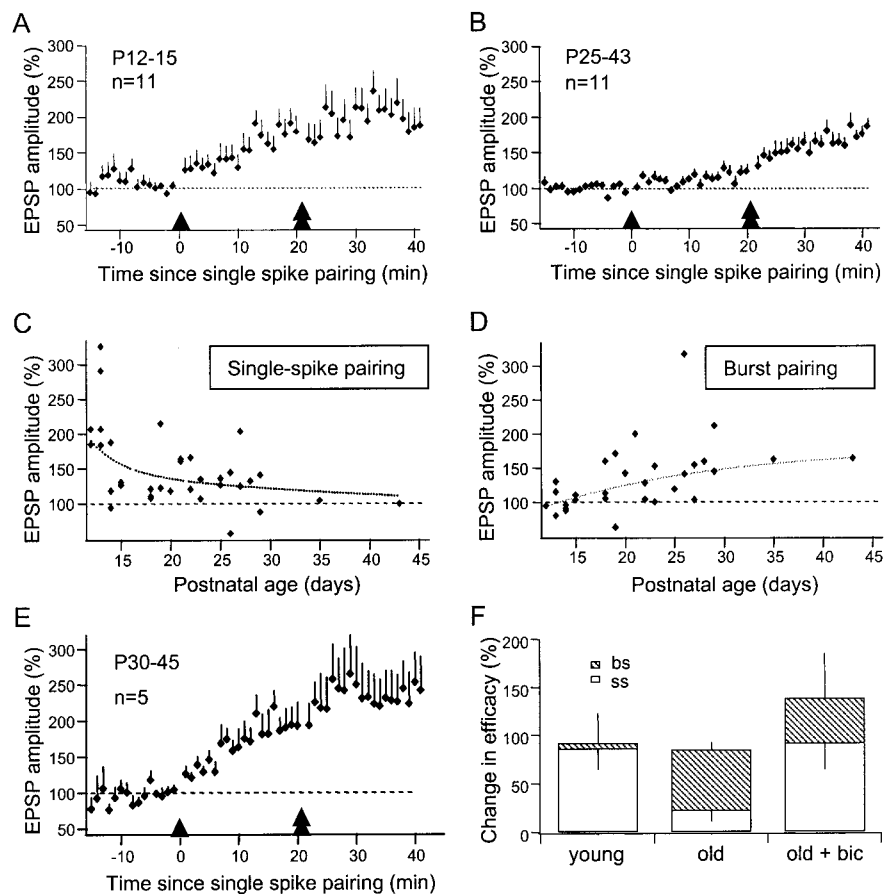 A
P12-15
n=11
EPSP amplitude (%)
300
250
200
150
100
50
-10 0 10 20 30 40
Time since single spike pairing (min)
B
P25-43
n=11
EPSP amplitude (%)
300
250
200
150
100
50
-10 0 10 20 30 40
Time since single spike pairing (min)
C
Single-spike pairing
EPSP amplitude (%)
300
250
200
150
100
50
15 20 25 30 35 40 45
Postnatal age (days)
D
Burst pairing
EPSP amplitude (%)
300
250
200
150
100
50
15 20 25 30 35 40 45
Postnatal age (days)
E
P30-45
n=5
EPSP amplitude (%)
300
250
200
150
100
50
-10 0 10 20 30 40
Time since single spike pairing (min)
F
bs
ss
Change in efficacy (%)
200
150
100
50
0
young old old + bic